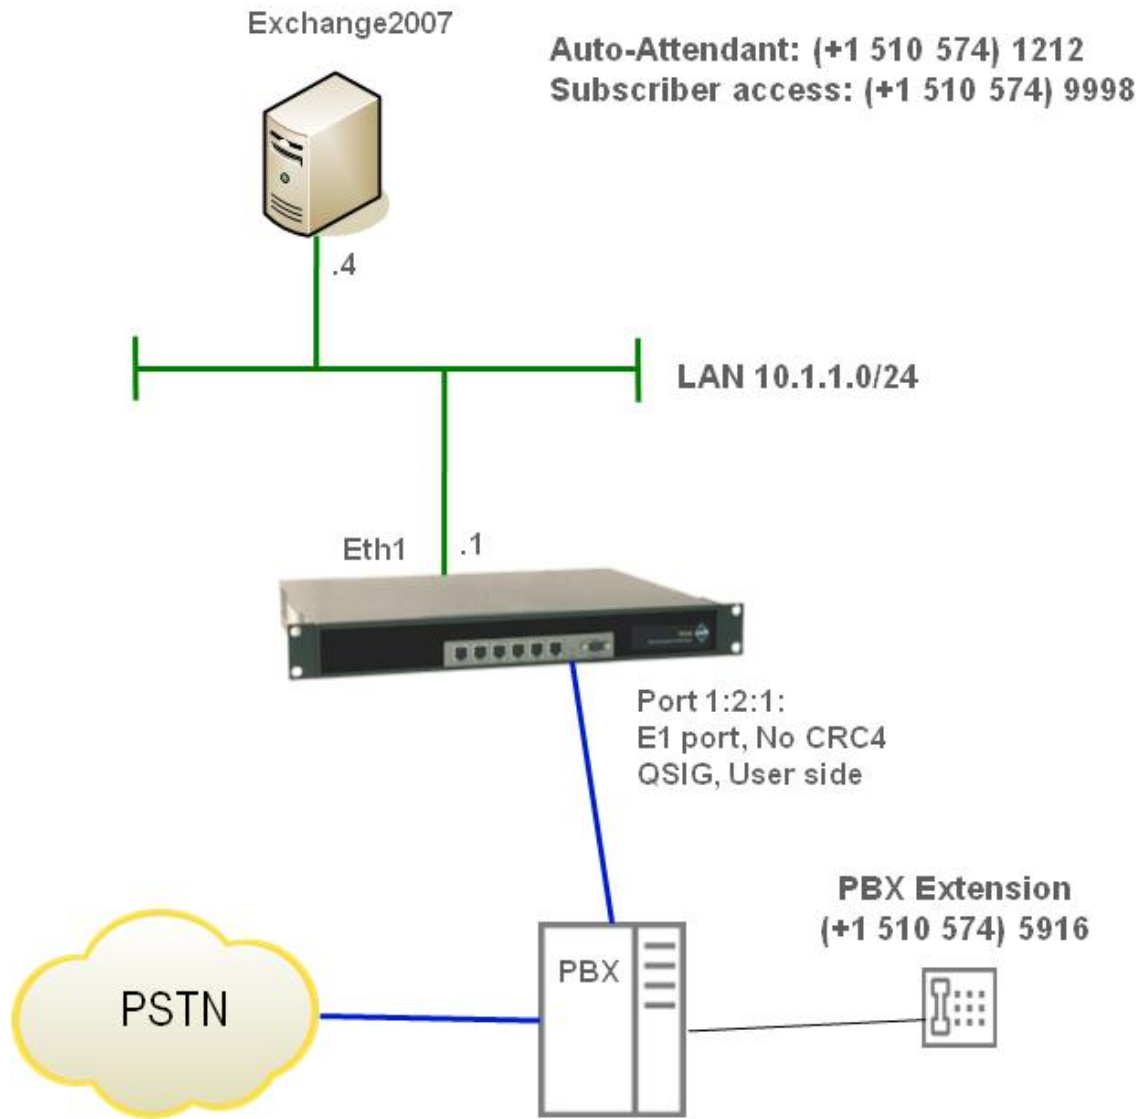 Exchange2007
Auto-Attendant: (+1 510 574) 1212
Subscriber access: (+1 510 574) 9998
.4
LAN 10.1.1.0/24
Eth1
.1
Port 1:2:1:
E1 port, No CRC4
QSIG, User side
PBX Extension
(+1 510 574) 5916
PBX
PSTN